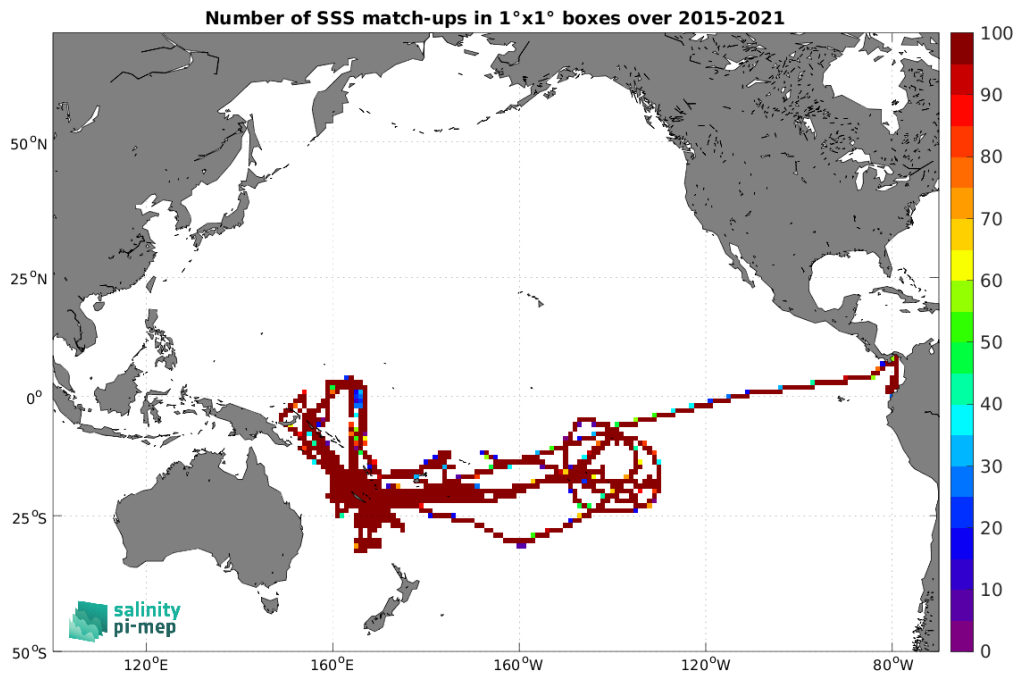 Number of SSS match-ups in 1°x1° boxes over 2015-2021
100
90
80
70
60
50
40
30
20
10
0
50°N
25°N
0°
25°S
50°S
120°E
160°E
160°W
120°W
80°W
salinity
pi-mep